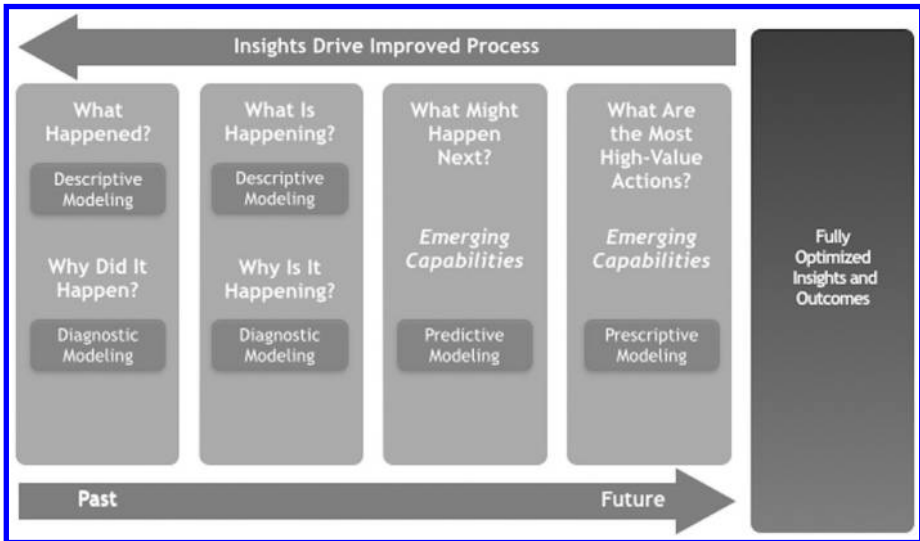 Insights Drive Improved Process
What
Happened?
Descriptive
Modeling
Why Did It
Happen?
Diagnostic
Modeling
What Is
Happening?
Descriptive
Modeling
Why Is It
Happening?
Diagnostic
Modeling
What Might
Happen
Next?
Emerging
Capabilities
Predictive
Modeling
What Are
the Most
High-Value
Actions?
Emerging
Capabilities
Prescriptive
Modeling
Fully
Optimized
Insights and
Outcomes
Past
Future